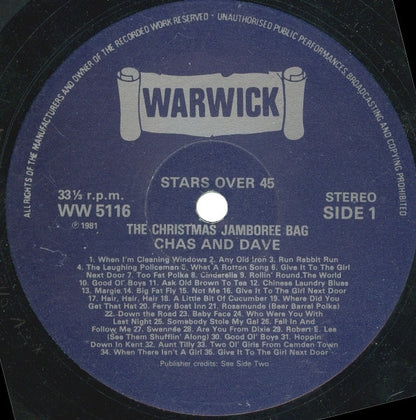 ALL RIGHTS OF THE MANUFACTURERS AND OWNER OF THE RECORDED WORK RESERVED - UNAUTHORISED PUBLIC PERFORMANCES, BROADCASTING AND COPYING PROHIBITED
WARWICK
STARS OVER 45
33⅓ r.p.m.
STEREO
WW 5116
SIDE 1
℗ 1981
THE CHRISTMAS JAMBOREE BAG
CHAS AND DAVE
1. When I'm Cleaning Windows 2. Any Old Iron 3. Run Rabbit Run
4. The Laughing Policeman 5. What A Rotton Song 6. Give It To The Girl
Next Door 7. Too Fat Polka 8. Cinderella 9. Rollin' Round The World
10. Good Ol' Boys 11. Ask Old Brown To Tea 12. Chinese Laundry Blues
13. Margie. 14. Big Fat Fly 15. Not Me 16. Give It To The Girl Next Door
17. Hair, Hair, Hair 18. A Little Bit Of Cucumber 19. Where Did You
Get That Hat 20. Ferry Boat Inn 21. Rosamunde (Bear Barrel Polka)
22. Down the Road 23. Baby Face 24. Who Were You With
Last Night 25. Somebody Stole My Gal 26. Fall In And
Follow Me 27. Swannée 28. Are You From Dixie 29. Robert E. Lee
(See Them Shufflin' Along) 30. Good Ol' Boys 31. Hoppin'
Down In Kent 32. Aunt Tilly 33. Two Ol' Girls From Camden Town
34. When There Isn't A Girl 36. Give It To The Girl Next Door
Publisher credits: See Side Two